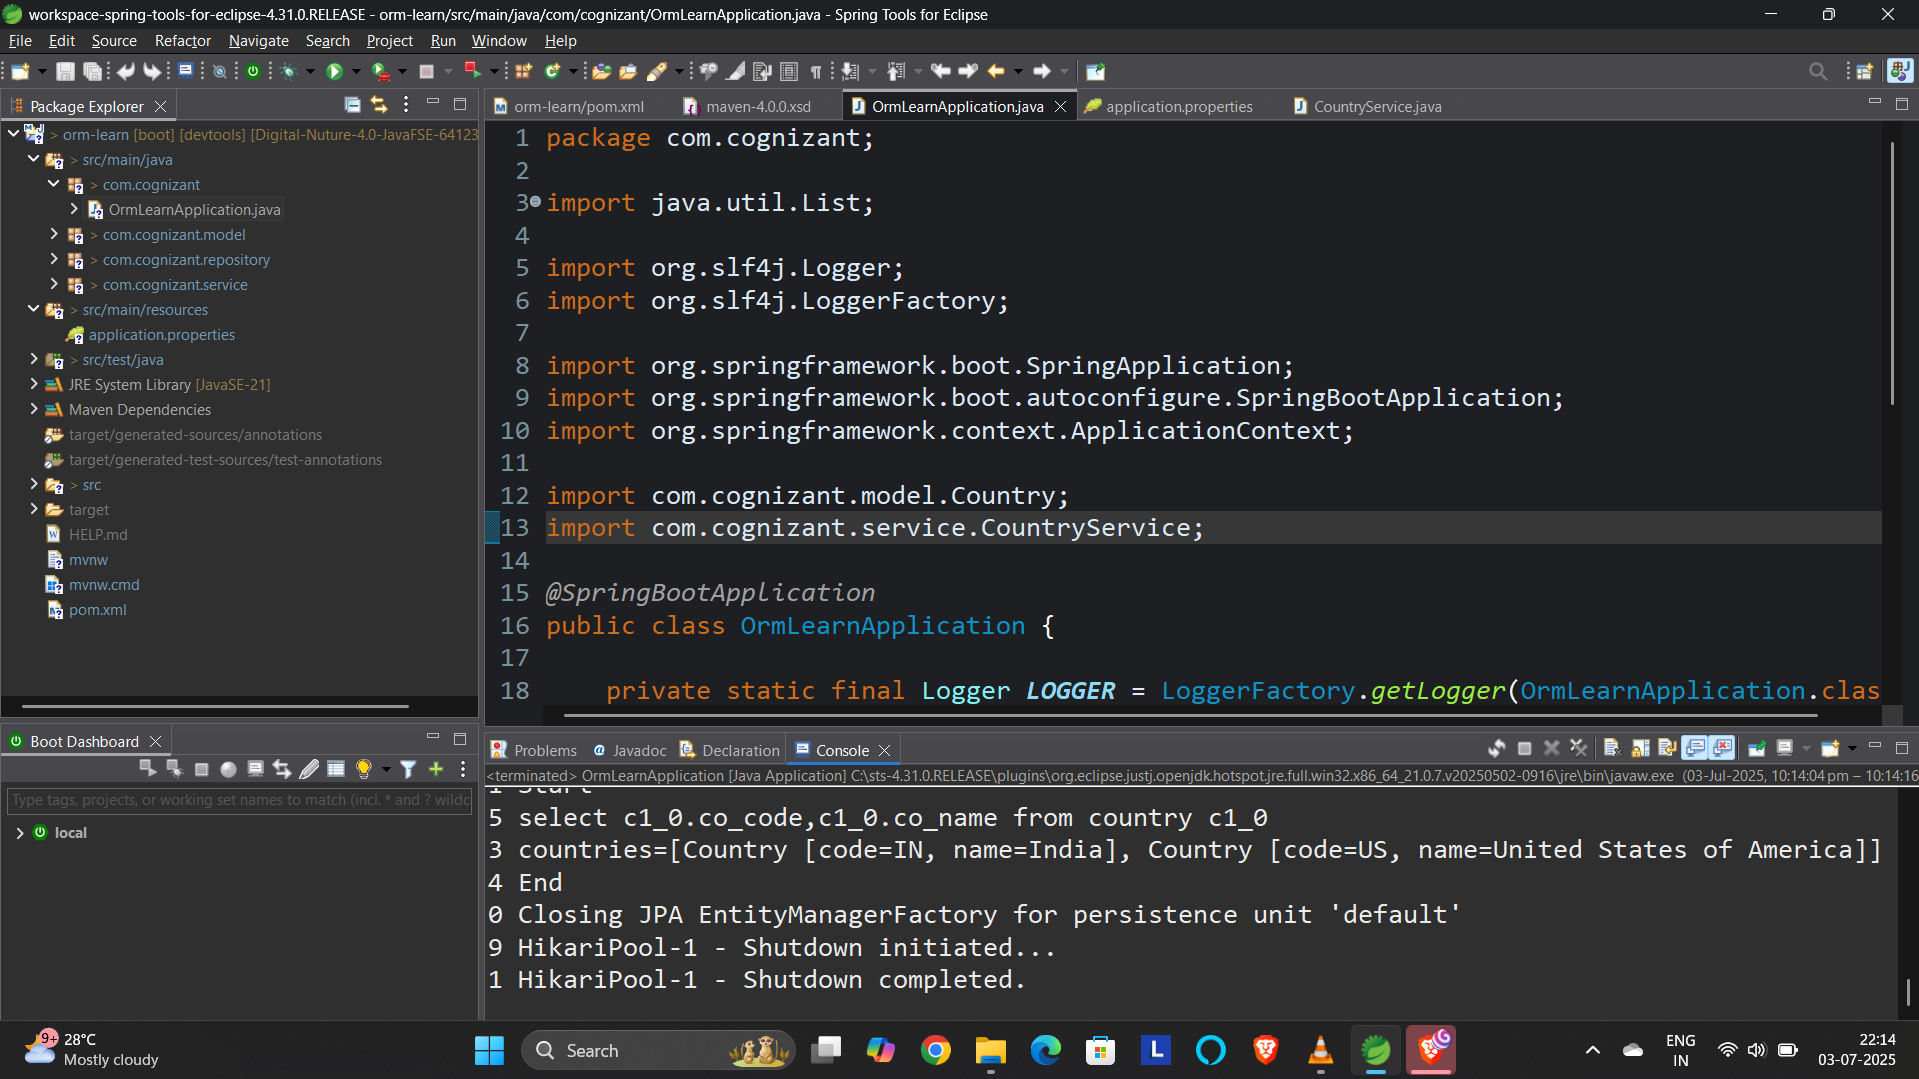 workspace-spring-tools-for-eclipse-4.31.0.RELEASE - orm-learn/src/main/java/com/cognizant/OrmLearnApplication.java - Spring Tools for Eclipse
File Edit Source Refactor Navigate Search Project Run Window Help
Package Explorer
> orm-learn [boot] [devtools] [Digital-Nuture-4.0-JavaFSE-64123
> src/main/java
> com.cognizant
OrmLearnApplication.java
> com.cognizant.model
> com.cognizant.repository
> com.cognizant.service
> src/main/resources
application.properties
> src/test/java
JRE System Library [JavaSE-21]
Maven Dependencies
target/generated-sources/annotations
target/generated-test-sources/test-annotations
> src
target
HELP.md
mvnw
mvnw.cmd
pom.xml
Boot Dashboard
Type tags, projects, or working set names to match (incl. * and ? wildc
local
orm-learn/pom.xml maven-4.0.0.xsd OrmLearnApplication.java application.properties CountryService.java
1 package com.cognizant;
2
3 import java.util.List;
4
5 import org.slf4j.Logger;
6 import org.slf4j.LoggerFactory;
7
8 import org.springframework.boot.SpringApplication;
9 import org.springframework.boot.autoconfigure.SpringBootApplication;
10 import org.springframework.context.ApplicationContext;
11
12 import com.cognizant.model.Country;
13 import com.cognizant.service.CountryService;
14
15 @SpringBootApplication
16 public class OrmLearnApplication {
17
18 private static final Logger LOGGER = LoggerFactory.getLogger(OrmLearnApplication.clas
Problems Javadoc Declaration Console
<terminated> OrmLearnApplication [Java Application] C:\sts-4.31.0.RELEASE\plugins\org.eclipse.justj.openjdk.hotspot.jre.full.win32.x86_64_21.0.7.v20250502-0916\jre\bin\javaw.exe (03-Jul-2025, 10:14:04 pm – 10:14:16
1 Start
5 select c1_0.co_code,c1_0.co_name from country c1_0
3 countries=[Country [code=IN, name=India], Country [code=US, name=United States of America]]
4 End
0 Closing JPA EntityManagerFactory for persistence unit 'default'
9 HikariPool-1 - Shutdown initiated...
1 HikariPool-1 - Shutdown completed.
9+
28°C
Mostly cloudy
Search
L
ENG
IN
22:14
03-07-2025